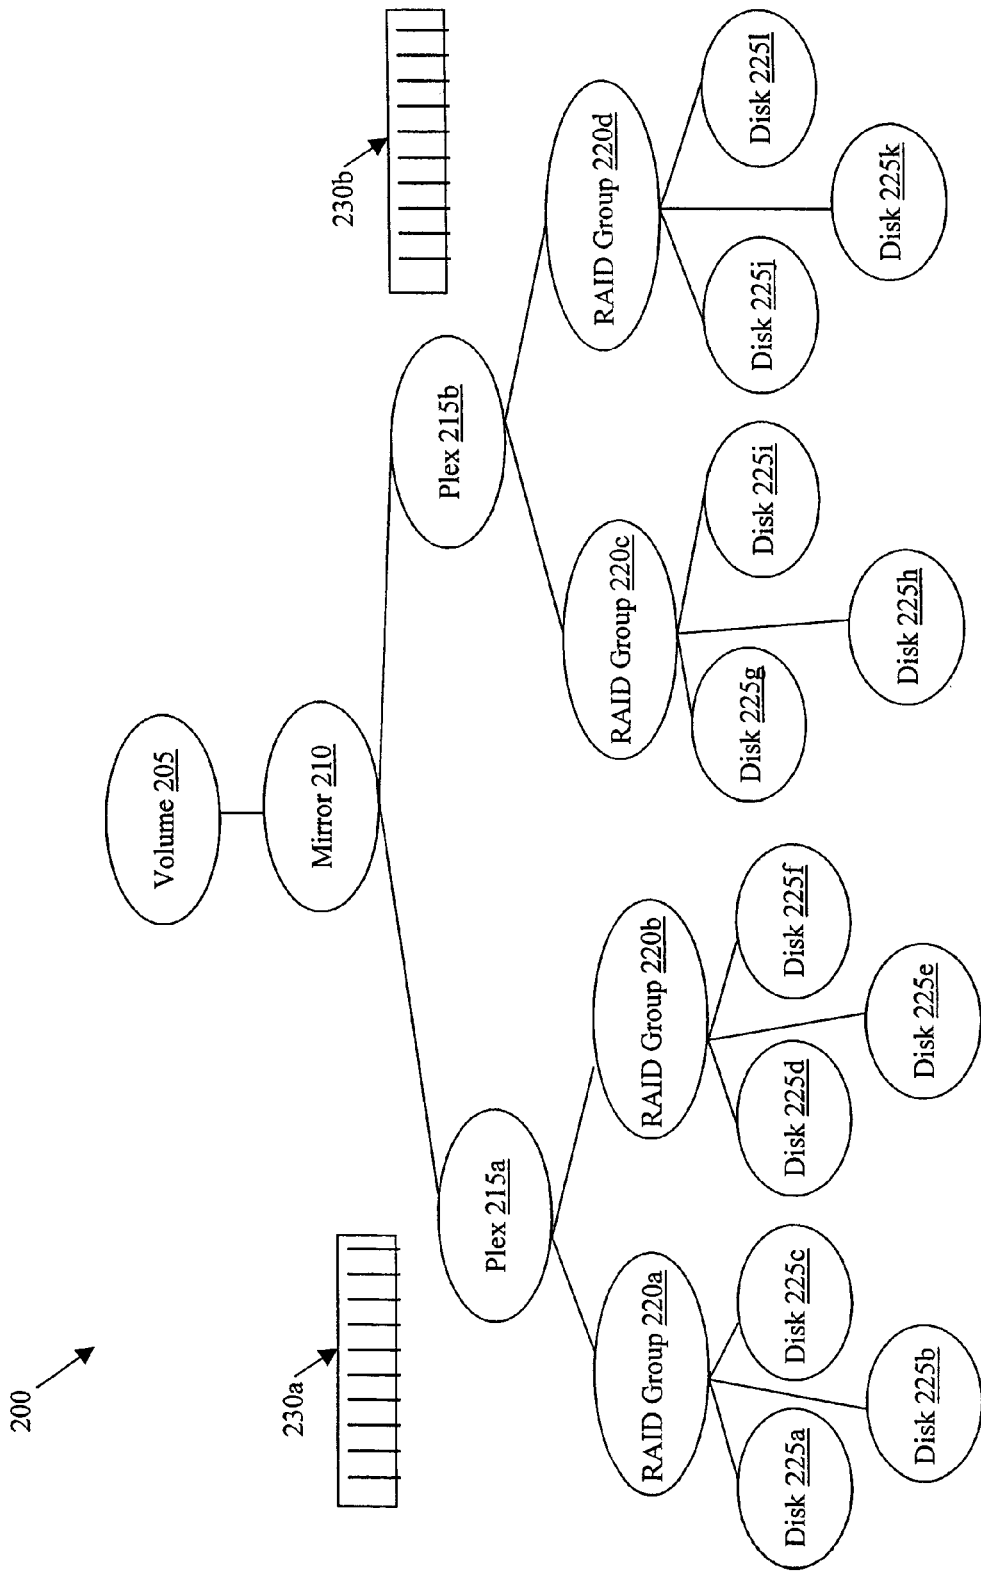 200
Volume 205
Mirror 210
230a
230b
Plex 215a
Plex 215b
RAID Group 220a
RAID Group 220b
RAID Group 220c
RAID Group 220d
Disk 225a
Disk 225b
Disk 225c
Disk 225d
Disk 225e
Disk 225f
Disk 225g
Disk 225h
Disk 225i
Disk 225j
Disk 225k
Disk 225l